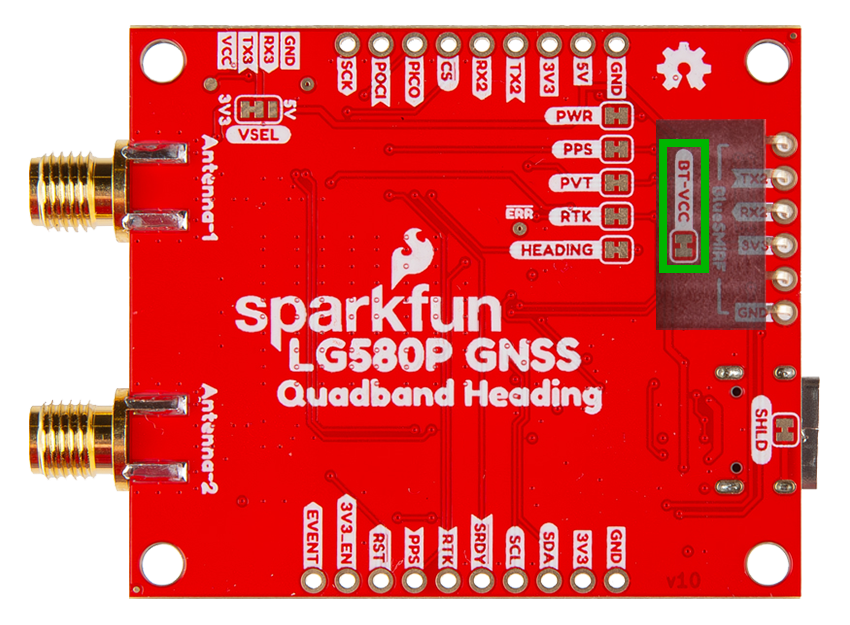 GND
RX3
TX3
VCC
SCK
POCI
PICO
CS
RX2
TX2
3V3
5V
GND
3V3
5V
VSEL
PWR
PPS
PVT
ERR
RTK
HEADING
Antenna-1
BT-VCC
BlueSMiRF
TX2
RX2
3V3
GND
sparkfun
LG580P GNSS
Quadband Heading
Antenna-2
SHLD
EVENT
3V3_EN
RST
PPS
RTK
SRDY
SCL
SDA
3V3
GND
v10